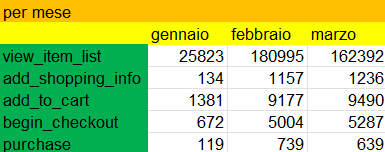 per mese
gennaio febbraio marzo
view_item_list 25823 180995 162392
add_shopping_info 134 1157 1236
add_to_cart 1381 9177 9490
begin_checkout 672 5004 5287
purchase 119 739 639